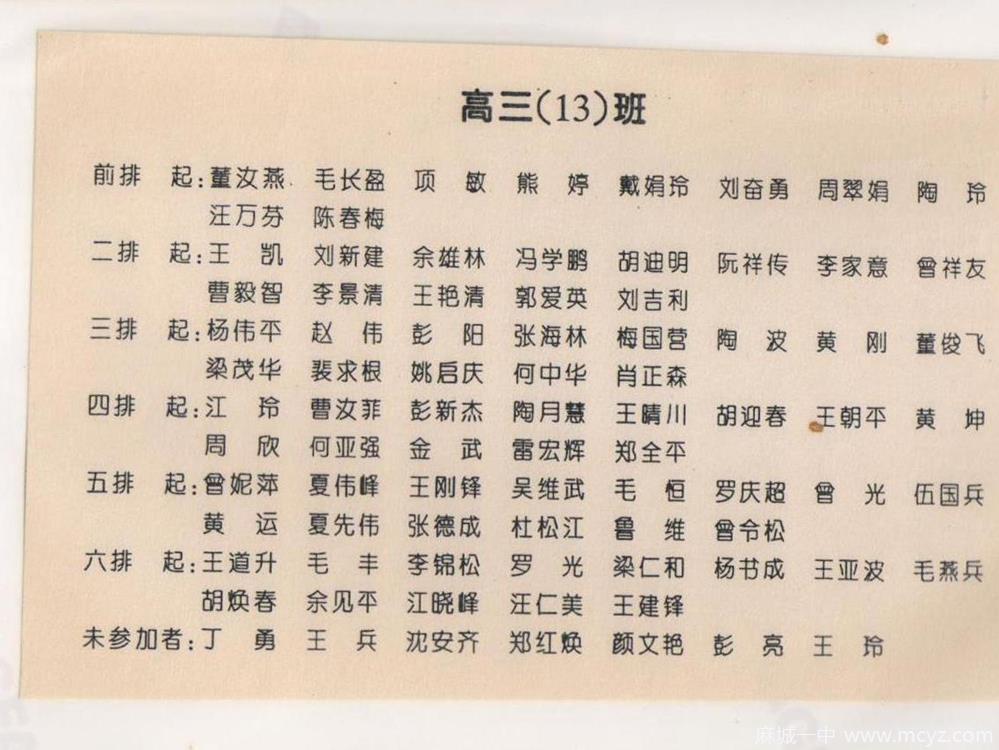 高三(13)班
前排 起:董汝燕 毛长盈 项 敏 熊 婷 戴娟玲 刘奋勇 周翠娟 陶 玲
汪万芬 陈春梅
二排 起:王 凯 刘新建 余雄林 冯学鹏 胡迪明 阮祥传 李家意 曾祥友
曹毅智 李景清 王艳清 郭爱英 刘吉利
三排 起:杨伟平 赵 伟 彭 阳 张海林 梅国营 陶 波 黄 刚 董俊飞
梁茂华 裴求根 姚启庆 何中华 肖正森
四排 起:江 玲 曹汝菲 彭新杰 陶月慧 王晴川 胡迎春 王朝平 黄 坤
周 欣 何亚强 金 武 雷宏辉 郑全平
五排 起:曾妮萍 夏伟峰 王刚锋 吴维武 毛 恒 罗庆超 曾 光 伍国兵
黄 运 夏先伟 张德成 杜松江 鲁 维 曾令松
六排 起:王道升 毛 丰 李锦松 罗 光 梁仁和 杨书成 王亚波 毛燕兵
胡焕春 余见平 江晓峰 汪仁美 王建锋
未参加者:丁 勇 王 兵 沈安齐 郑红焕 颜文艳 彭 亮 王 玲
麻城一中 www.mcyz.com